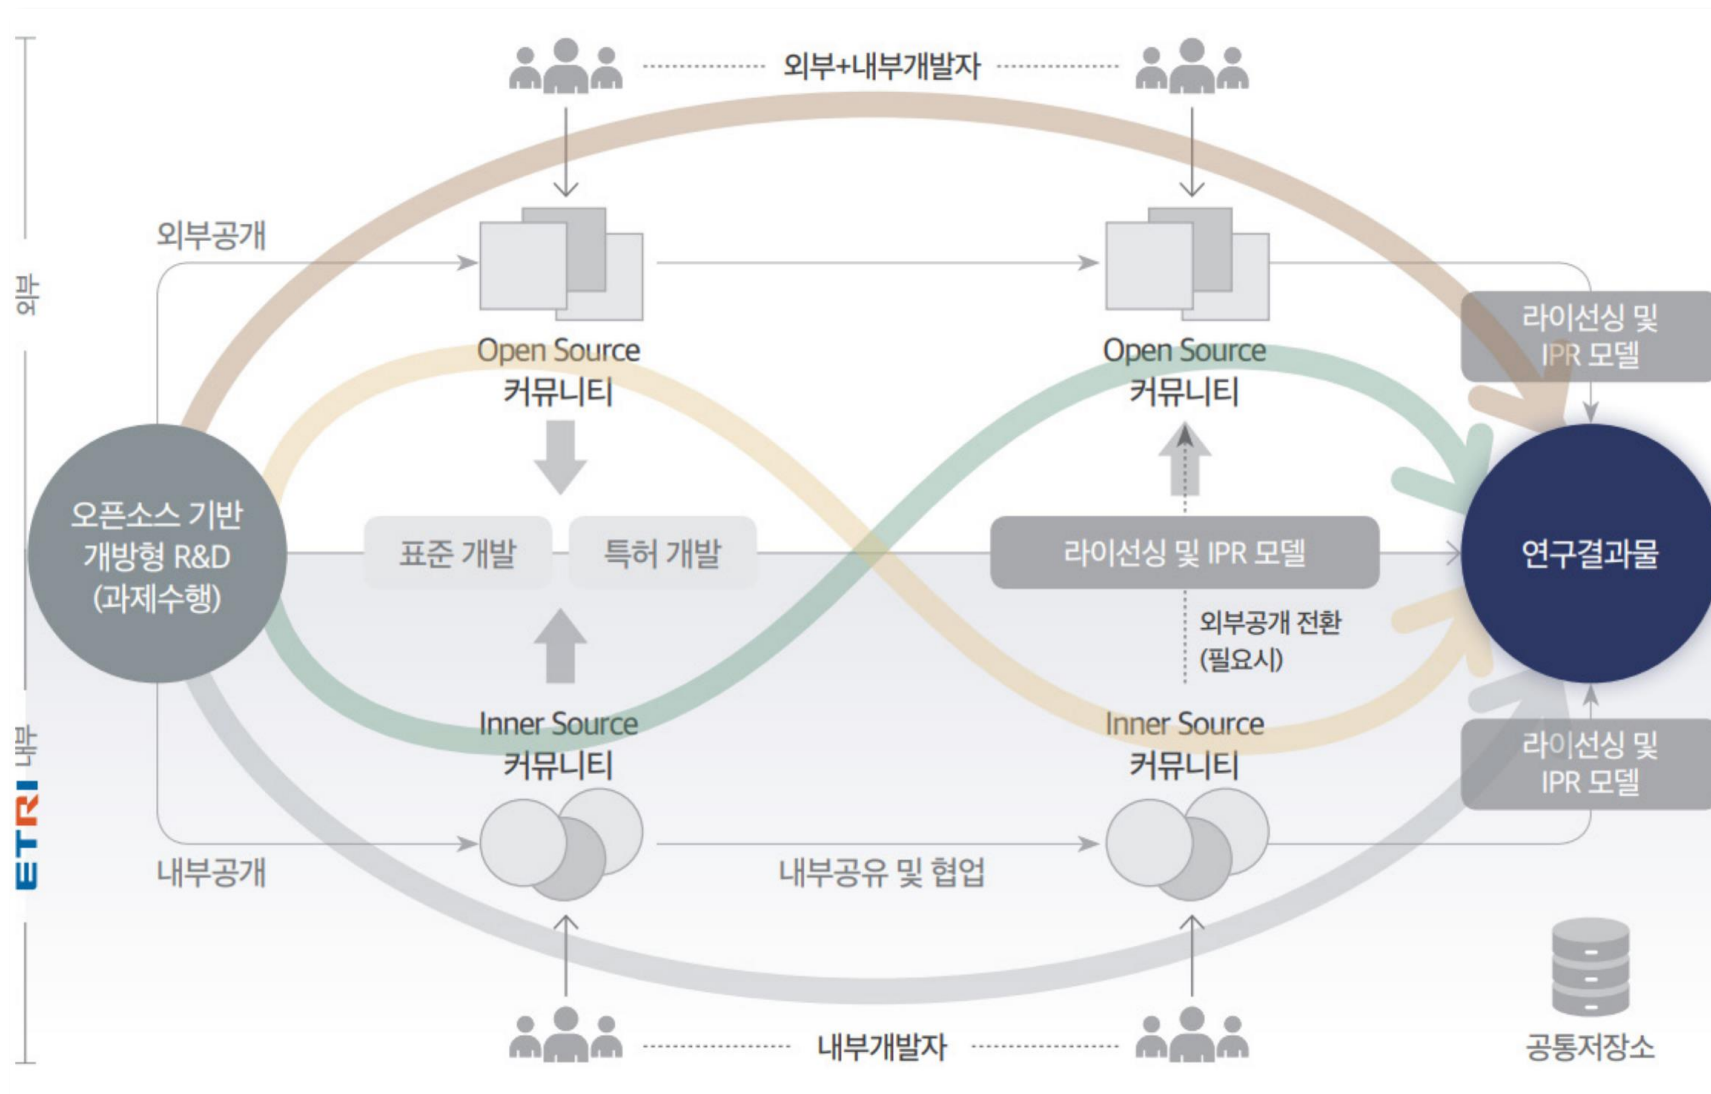 외부+내부개발자
외부공개
외부
Open Source
커뮤니티
Open Source
커뮤니티
라이선싱 및
IPR 모델
오픈소스 기반
개방형 R&D
(과제수행)
표준 개발
특허 개발
라이선싱 및 IPR 모델
연구결과물
외부공개 전환
(필요시)
Inner Source
커뮤니티
Inner Source
커뮤니티
라이선싱 및
IPR 모델
내부
ETRI
내부공개
내부공유 및 협업
내부개발자
공통저장소